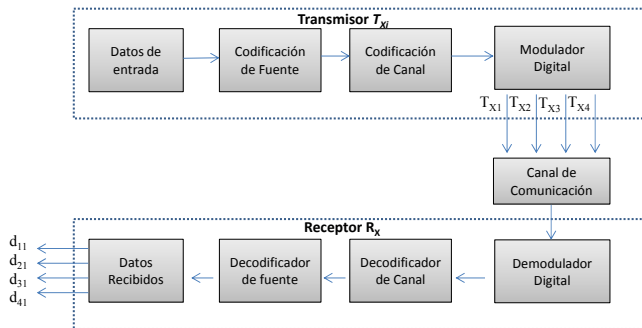 Transmisor T_Xi
Datos de
entrada
Codificación
de Fuente
Codificación
de Canal
Modulador
Digital
T_X1 T_X2 T_X3 T_X4
Canal de
Comunicación
Receptor R_X
d_11
d_21
d_31
d_41
Datos
Recibidos
Decodificador
de fuente
Decodificador
de Canal
Demodulador
Digital